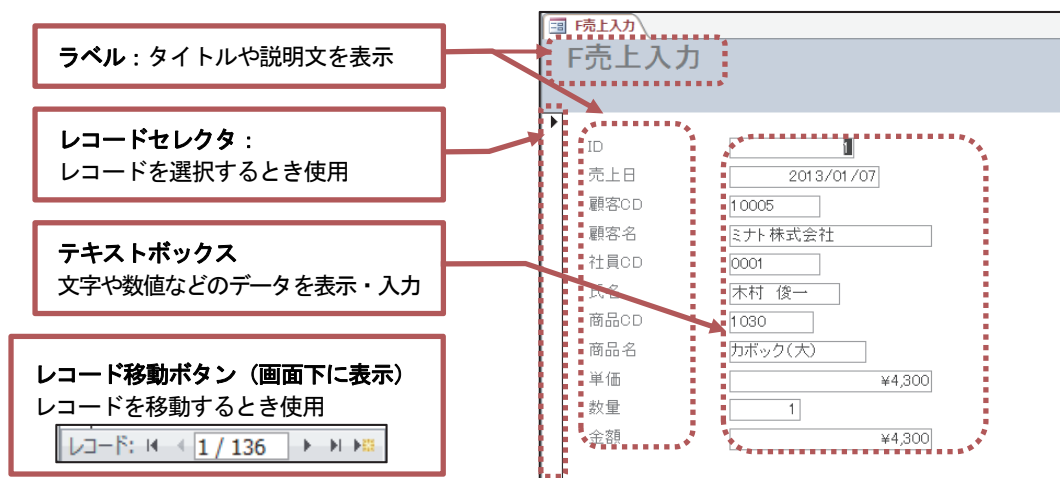 ラベル：タイトルや説明文を表示
レコードセレクタ：
レコードを選択するとき使用
テキストボックス
文字や数値などのデータを表示・入力
レコード移動ボタン（画面下に表示）
レコードを移動するとき使用
レコード: 1 / 136
F売上入力
F売上入力
ID 1
売上日 2013/01/07
顧客CD 10005
顧客名 ミナト株式会社
社員CD 0001
氏名 木村 俊一
商品CD 1030
商品名 カボック(大)
単価 ¥4,300
数量 1
金額 ¥4,300